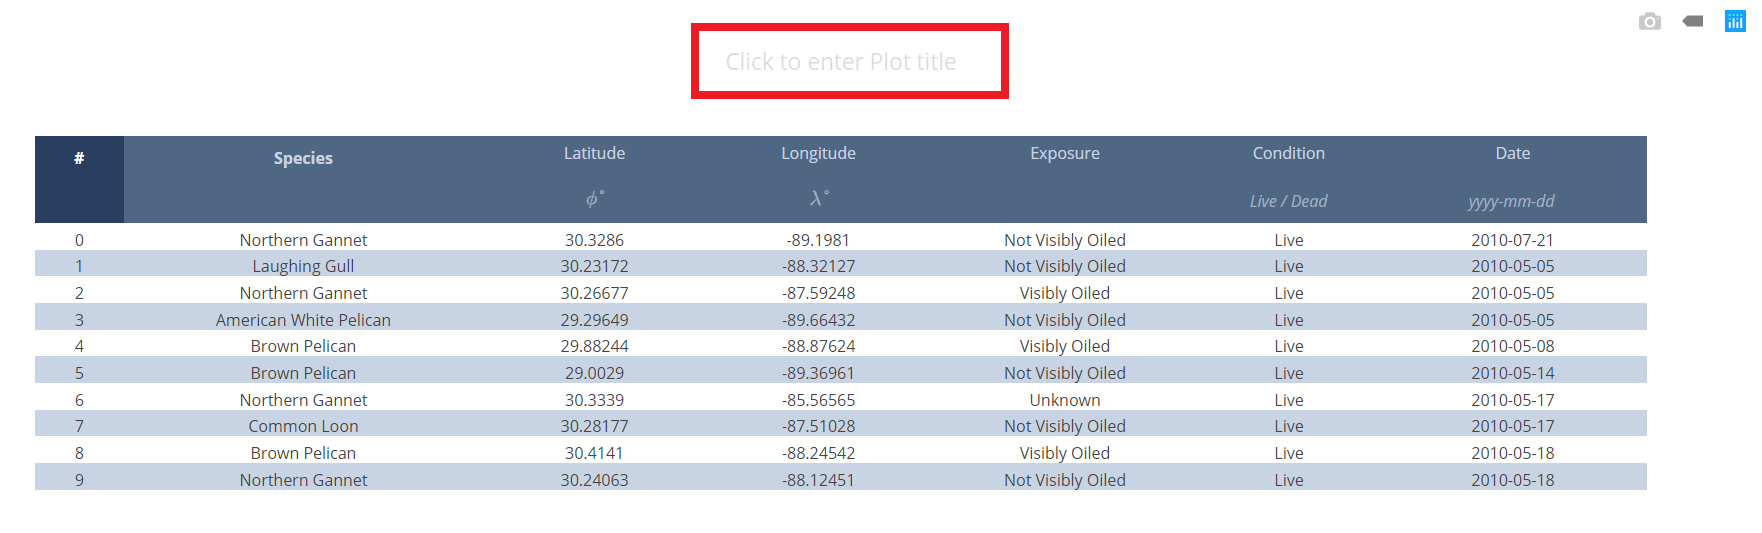 Click to enter Plot title
# Species Latitude Longitude Exposure Condition Date
ϕ° λ° Live / Dead yyyy-mm-dd
0 Northern Gannet 30.3286 -89.1981 Not Visibly Oiled Live 2010-07-21
1 Laughing Gull 30.23172 -88.32127 Not Visibly Oiled Live 2010-05-05
2 Northern Gannet 30.26677 -87.59248 Visibly Oiled Live 2010-05-05
3 American White Pelican 29.29649 -89.66432 Not Visibly Oiled Live 2010-05-05
4 Brown Pelican 29.88244 -88.87624 Visibly Oiled Live 2010-05-08
5 Brown Pelican 29.0029 -89.36961 Not Visibly Oiled Live 2010-05-14
6 Northern Gannet 30.3339 -85.56565 Unknown Live 2010-05-17
7 Common Loon 30.28177 -87.51028 Not Visibly Oiled Live 2010-05-17
8 Brown Pelican 30.4141 -88.24542 Visibly Oiled Live 2010-05-18
9 Northern Gannet 30.24063 -88.12451 Not Visibly Oiled Live 2010-05-18